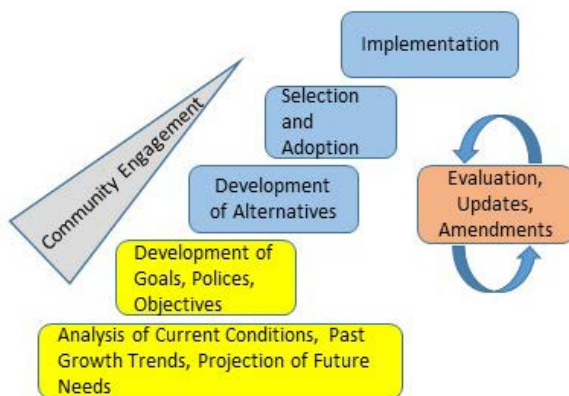 Implementation
Selection
and
Adoption
Community Engagement
Development
of Alternatives
Evaluation,
Updates,
Amendments
Development of
Goals, Polices,
Objectives
Analysis of Current Conditions, Past
Growth Trends, Projection of Future
Needs